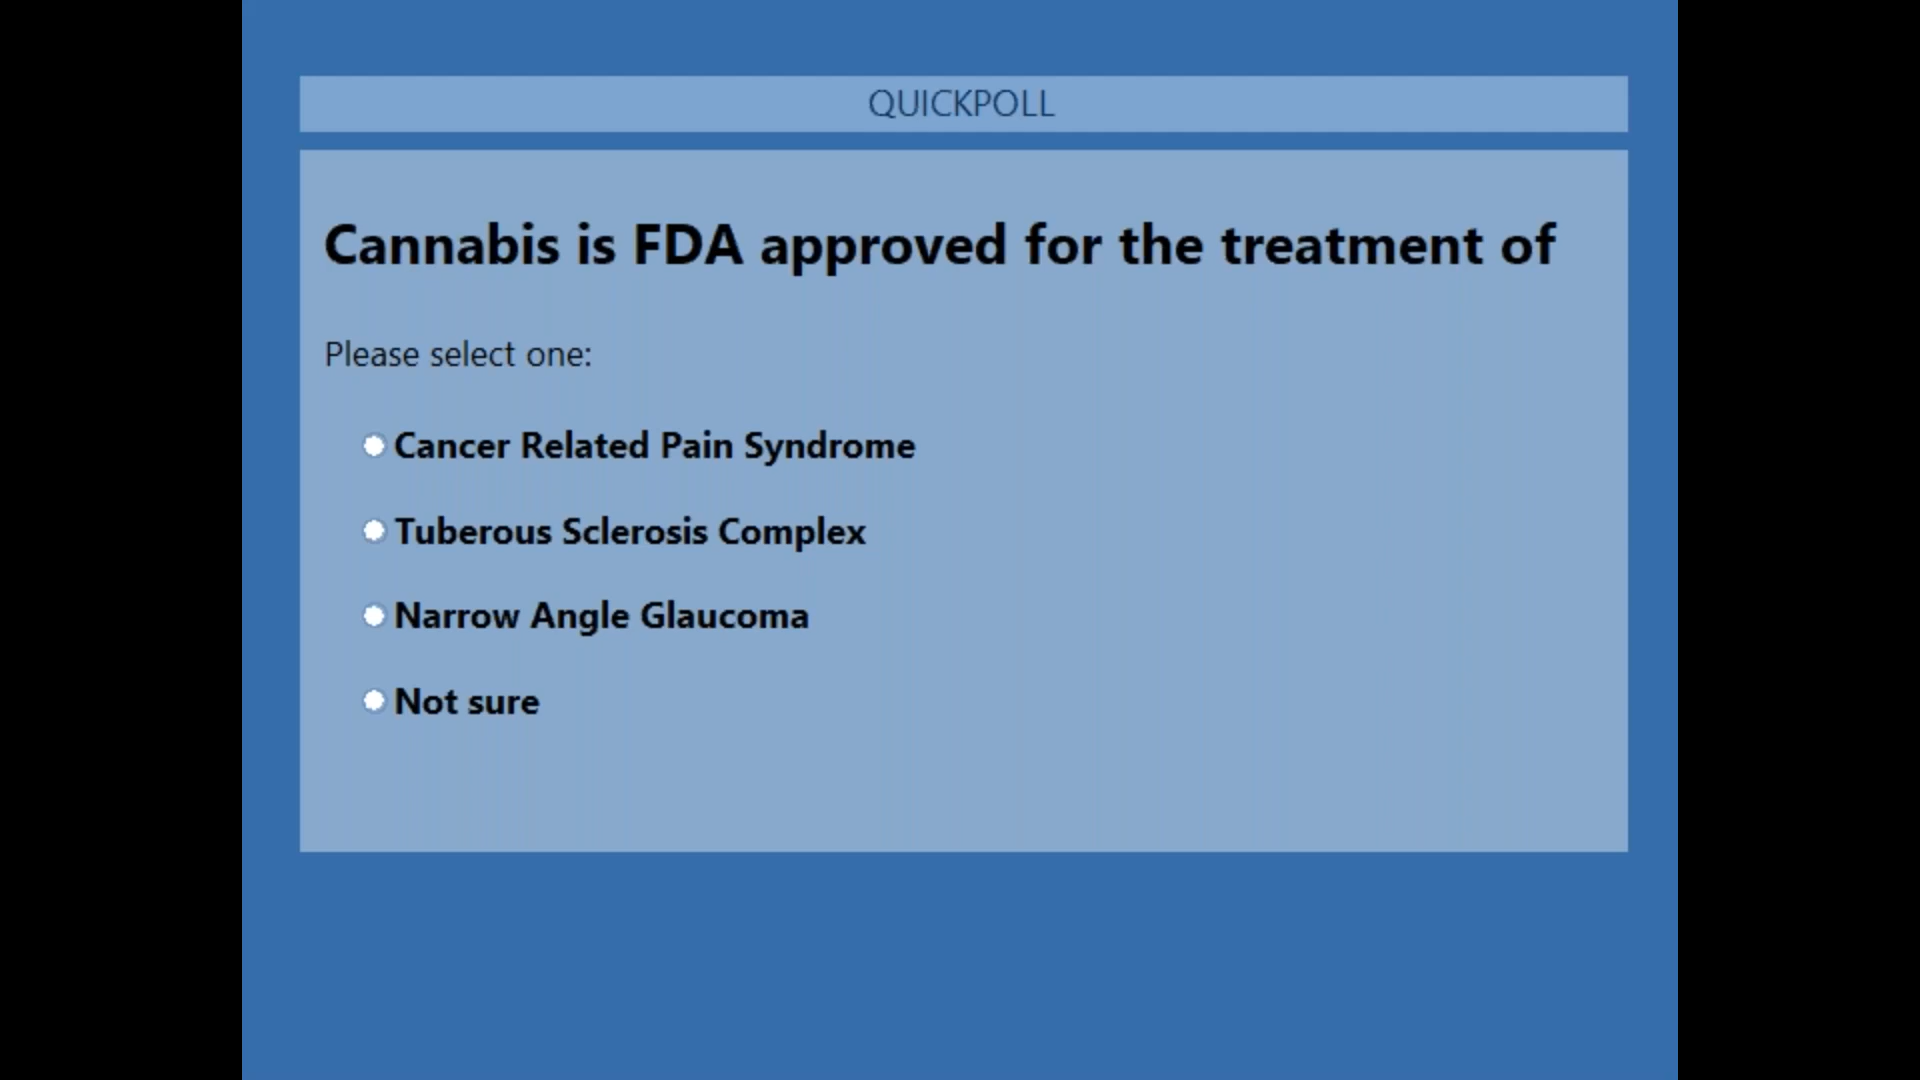 QUICKPOLL
Cannabis is FDA approved for the treatment of
Please select one:
Cancer Related Pain Syndrome
Tuberous Sclerosis Complex
Narrow Angle Glaucoma
Not sure